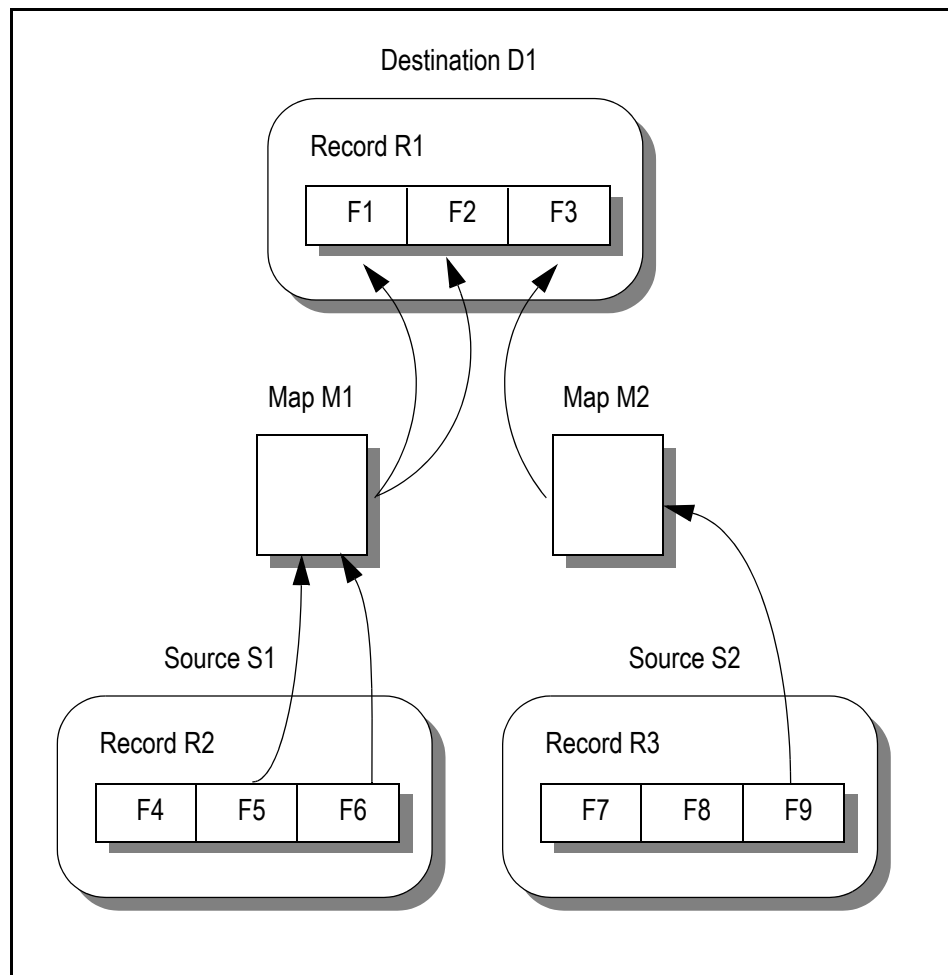 Destination D1
Record R1
F1 F2 F3
Map M1 Map M2
Source S1 Source S2
Record R2 Record R3
F4 F5 F6 F7 F8 F9